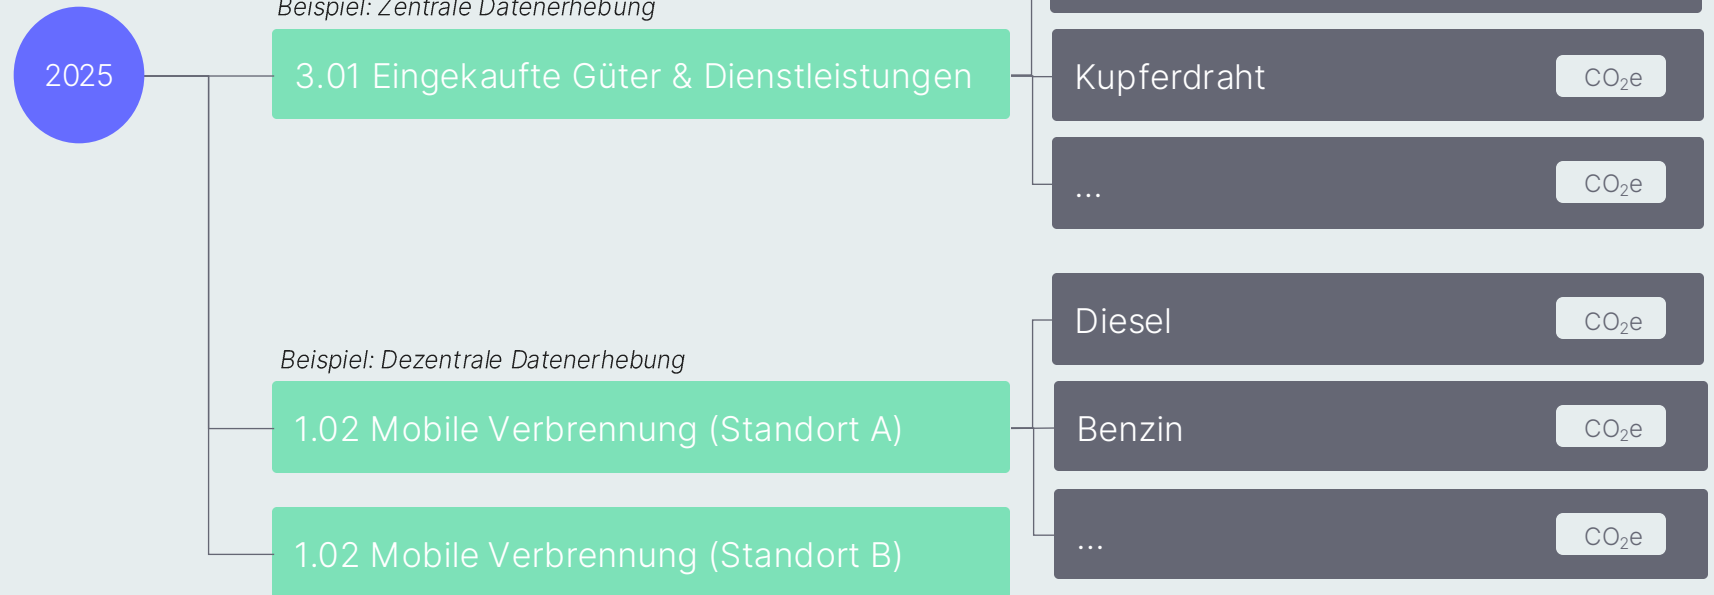 Beispiel: Zentrale Datenerhebung
2025
3.01 Eingekaufte Güter & Dienstleistungen
Kupferdraht
CO₂e
...
CO₂e
Diesel
CO₂e
Beispiel: Dezentrale Datenerhebung
1.02 Mobile Verbrennung (Standort A)
Benzin
CO₂e
...
CO₂e
1.02 Mobile Verbrennung (Standort B)